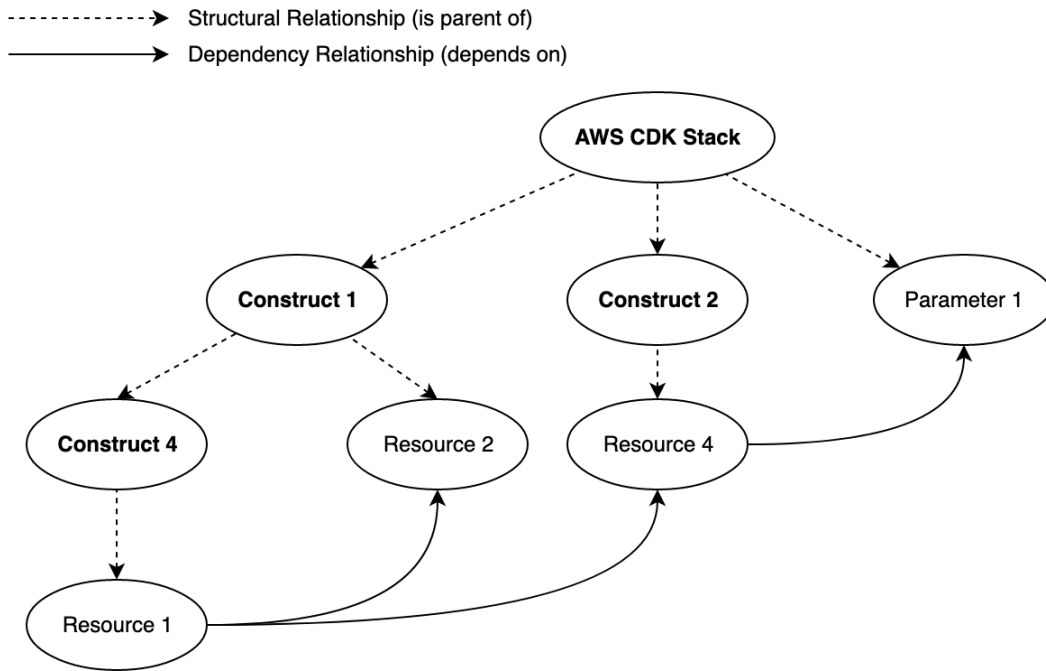 Structural Relationship (is parent of)
Dependency Relationship (depends on)
AWS CDK Stack
Construct 1
Construct 2
Parameter 1
Construct 4
Resource 2
Resource 4
Resource 1